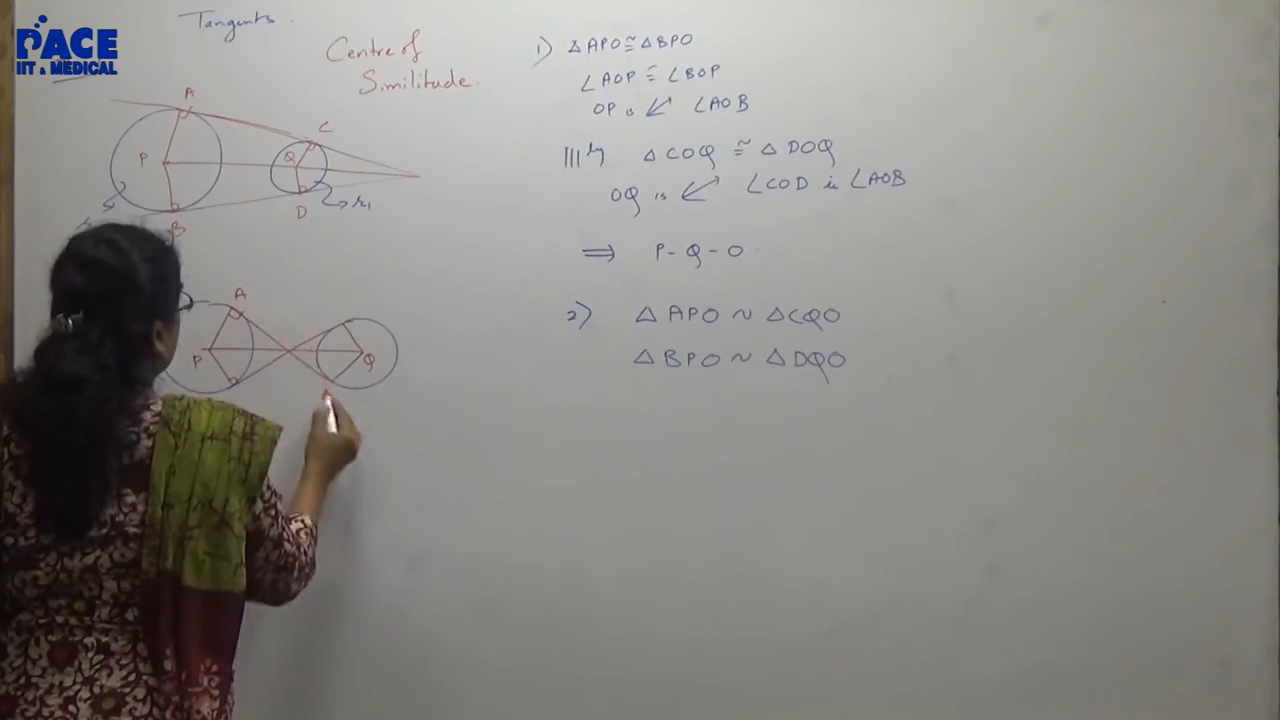 PACE
IIT & MEDICAL
Tangents.
Centre of
Similitude.
A
C
P
Q
D
r₁
B
A
P
Q
1) △APO ≅ △BPO
∠AOP ≅ ∠BOP
OP is ∠AOB
|||ly △COQ ≅ △DOQ
OQ is ∠COD is ∠AOB
⟹ P-Q-O
2) △APO ~ △CQO
△BPO ~ △DQO